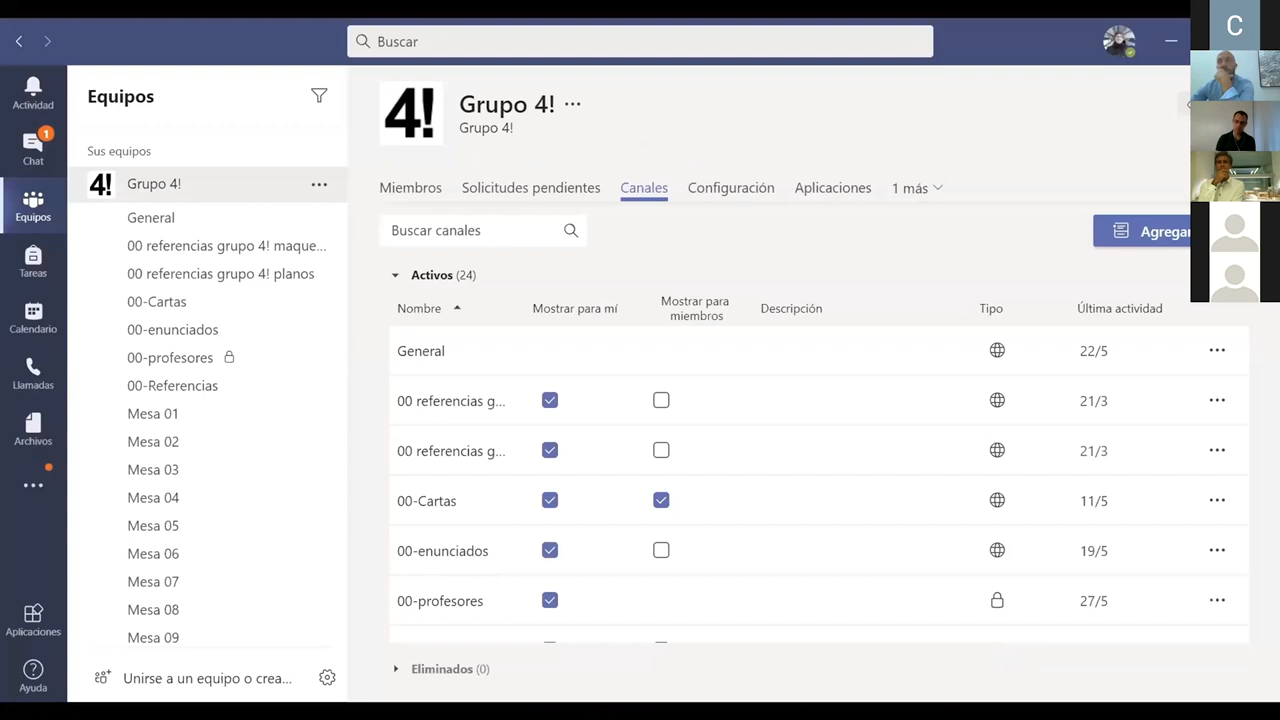 Buscar
C
Actividad
1
Chat
Equipos
Tareas
Calendario
Llamadas
Archivos
Aplicaciones
Ayuda
Equipos
Sus equipos
4! Grupo 4!
General
00 referencias grupo 4! maque...
00 referencias grupo 4! planos
00-Cartas
00-enunciados
00-profesores
00-Referencias
Mesa 01
Mesa 02
Mesa 03
Mesa 04
Mesa 05
Mesa 06
Mesa 07
Mesa 08
Mesa 09
Unirse a un equipo o crea...
4!
Grupo 4! ...
Grupo 4!
Miembros Solicitudes pendientes Canales Configuración Aplicaciones 1 más
Buscar canales
Agregar
Activos (24)
Nombre Mostrar para mí Mostrar para miembros Descripción Tipo Última actividad
General 22/5
00 referencias g... 21/3
00 referencias g... 21/3
00-Cartas 11/5
00-enunciados 19/5
00-profesores 27/5
Eliminados (0)